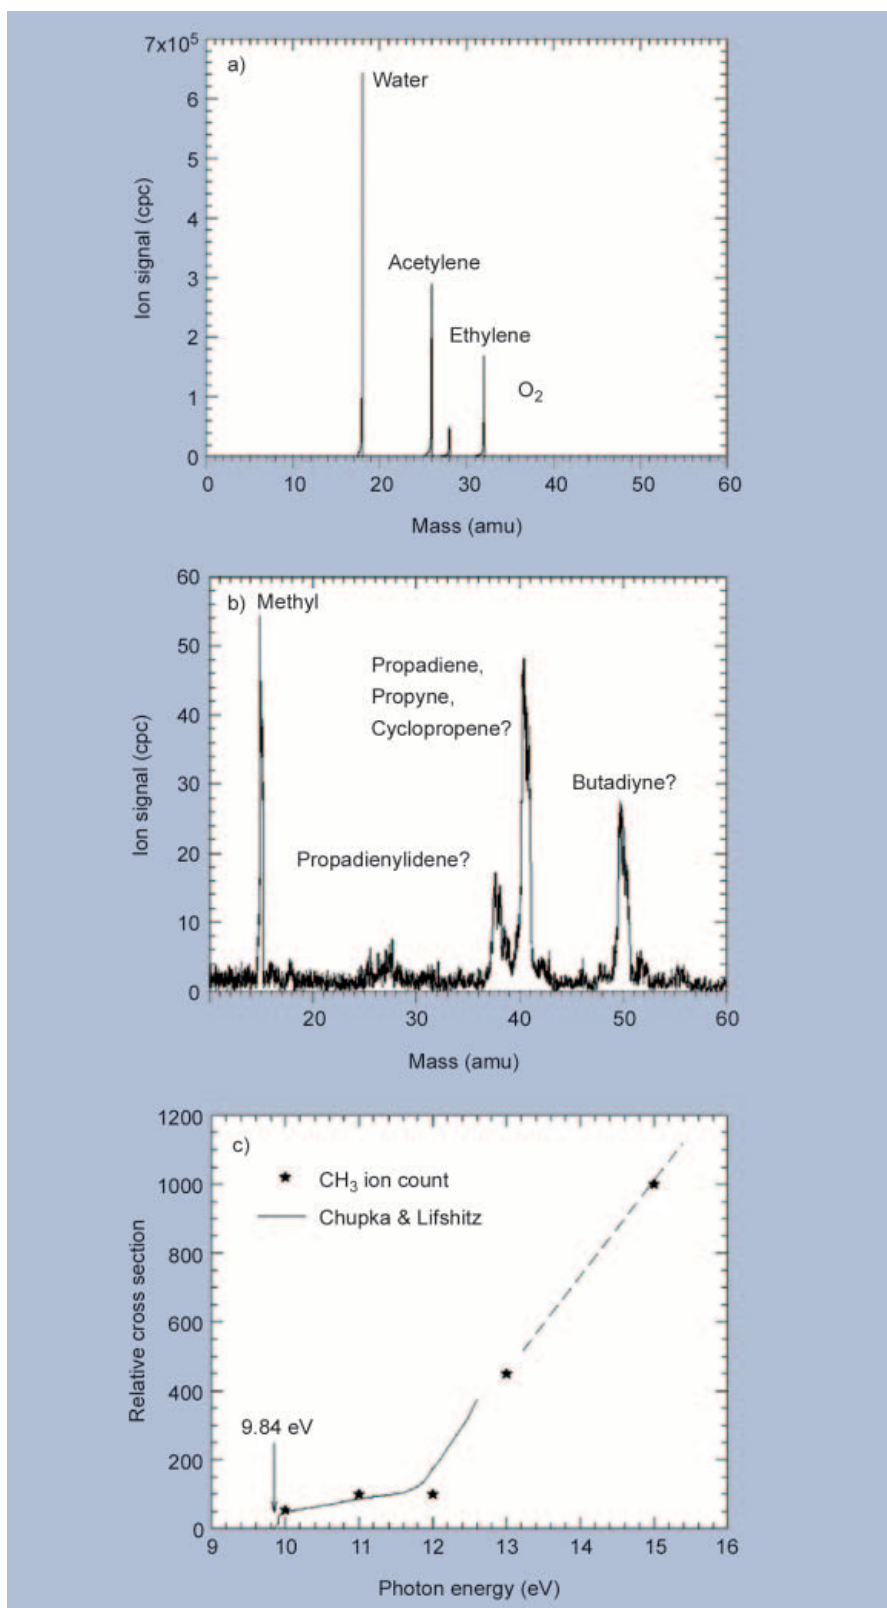 7x10⁵
a)
Water
6
5
Ion signal (cpc)
4
Acetylene
3
Ethylene
2
O₂
1
0
0 10 20 30 40 50 60
Mass (amu)
60
b) Methyl
50
Propadiene,
Propyne,
Cyclopropene?
40
Ion signal (cpc)
30
Butadiyne?
20
Propadienylidene?
10
0
20 30 40 50 60
Mass (amu)
1200
c)
CH₃ ion count
1000
Chupka & Lifshitz
800
Relative cross section
600
400
9.84 eV
200
0
9 10 11 12 13 14 15 16
Photon energy (eV)